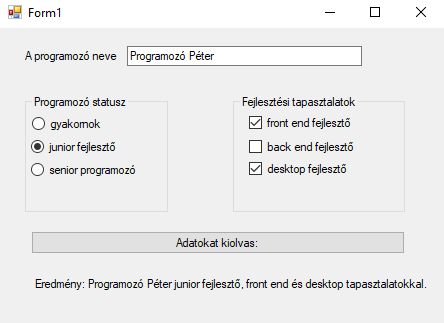 Form1
A programozó neve Programozó Péter
Programozó statusz
gyakornok
junior fejlesztő
senior programozó
Fejlesztési tapasztalatok
front end fejlesztő
back end fejlesztő
desktop fejlesztő
Adatokat kiolvas:
Eredmény: Programozó Péter junior fejlesztő, front end és desktop tapasztalatokkal.